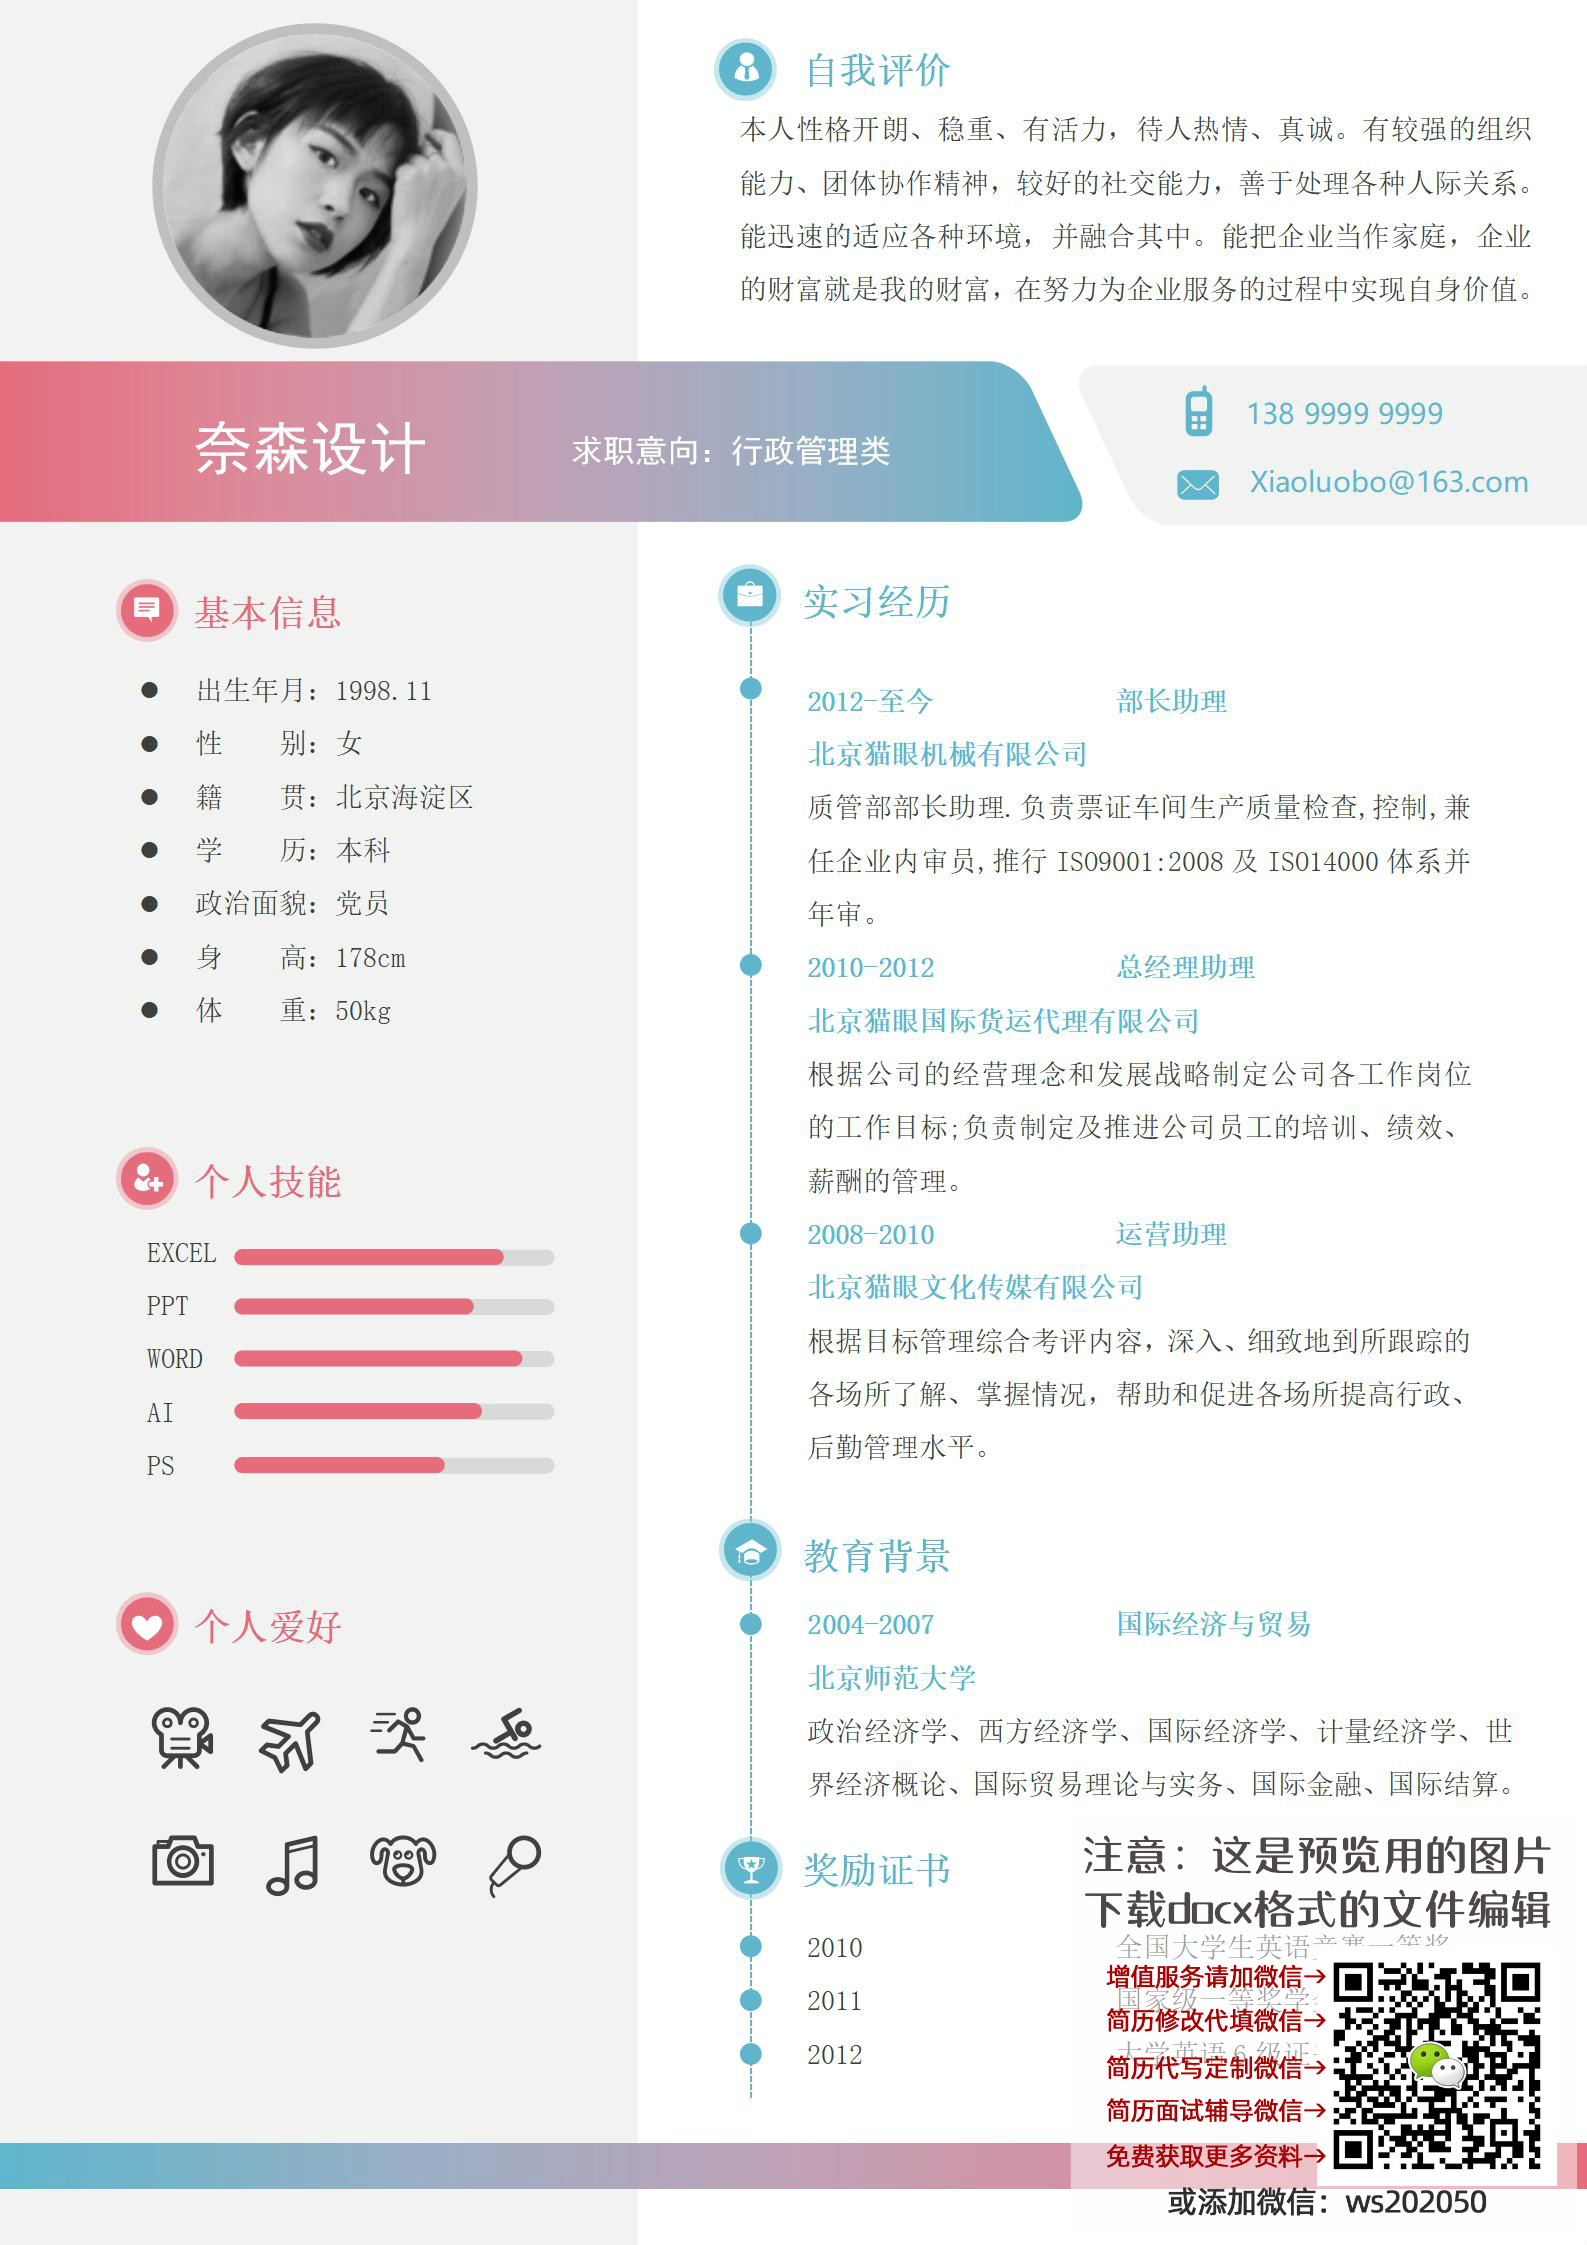 自我评价
本人性格开朗、稳重、有活力，待人热情、真诚。有较强的组织
能力、团体协作精神，较好的社交能力，善于处理各种人际关系。
能迅速的适应各种环境，并融合其中。能把企业当作家庭，企业
的财富就是我的财富，在努力为企业服务的过程中实现自身价值。
奈森设计
求职意向：行政管理类
138 9999 9999
Xiaoluobo@163.com
基本信息
出生年月：1998.11
性　　别：女
籍　　贯：北京海淀区
学　　历：本科
政治面貌：党员
身　　高：178cm
体　　重：50kg
个人技能
EXCEL
PPT
WORD
AI
PS
个人爱好
实习经历
2012-至今　部长助理
北京猫眼机械有限公司
质管部部长助理.负责票证车间生产质量检查,控制,兼
任企业内审员,推行 ISO9001:2008 及 ISO14000 体系并
年审。
2010-2012　总经理助理
北京猫眼国际货运代理有限公司
根据公司的经营理念和发展战略制定公司各工作岗位
的工作目标;负责制定及推进公司员工的培训、绩效、
薪酬的管理。
2008-2010　运营助理
北京猫眼文化传媒有限公司
根据目标管理综合考评内容，深入、细致地到所跟踪的
各场所了解、掌握情况，帮助和促进各场所提高行政、
后勤管理水平。
教育背景
2004-2007　国际经济与贸易
北京师范大学
政治经济学、西方经济学、国际经济学、计量经济学、世
界经济概论、国际贸易理论与实务、国际金融、国际结算。
奖励证书
2010　全国大学生英语竞赛一等奖
2011　国家级一等奖学
2012　大学英语 6 级证
注意：这是预览用的图片
下载docx格式的文件编辑
增值服务请加微信→
简历修改代填微信→
简历代写定制微信→
简历面试辅导微信→
免费获取更多资料→
或添加微信：ws202050